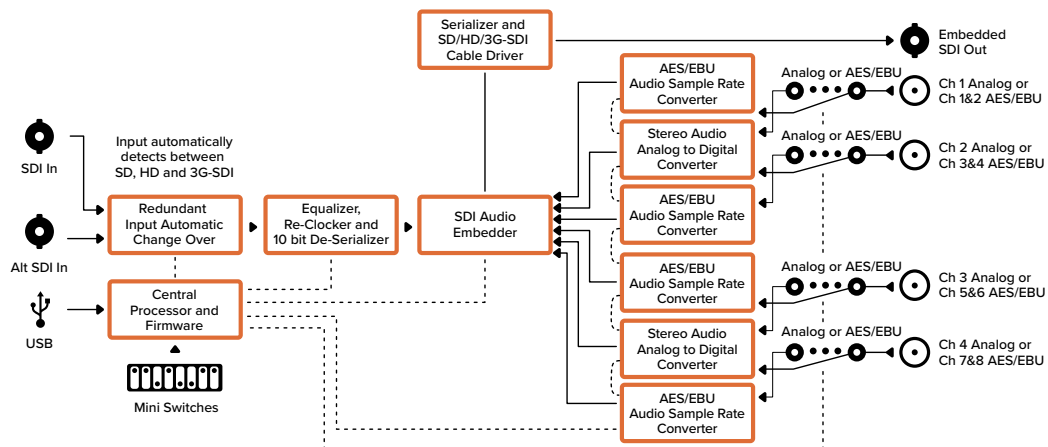 Serializer and
SD/HD/3G-SDI
Cable Driver
Embedded
SDI Out
AES/EBU
Audio Sample Rate
Converter
Analog or AES/EBU
Ch 1 Analog or
Ch 1&2 AES/EBU
SDI In
Input automatically
detects between
SD, HD and 3G-SDI
Stereo Audio
Analog to Digital
Converter
Analog or AES/EBU
Ch 2 Analog or
Ch 3&4 AES/EBU
Alt SDI In
Redundant
Input Automatic
Change Over
Equalizer,
Re-Clocker and
10 bit De-Serializer
SDI Audio
Embedder
AES/EBU
Audio Sample Rate
Converter
USB
Central
Processor and
Firmware
AES/EBU
Audio Sample Rate
Converter
Analog or AES/EBU
Ch 3 Analog or
Ch 5&6 AES/EBU
Stereo Audio
Analog to Digital
Converter
Analog or AES/EBU
Ch 4 Analog or
Ch 7&8 AES/EBU
Mini Switches
AES/EBU
Audio Sample Rate
Converter